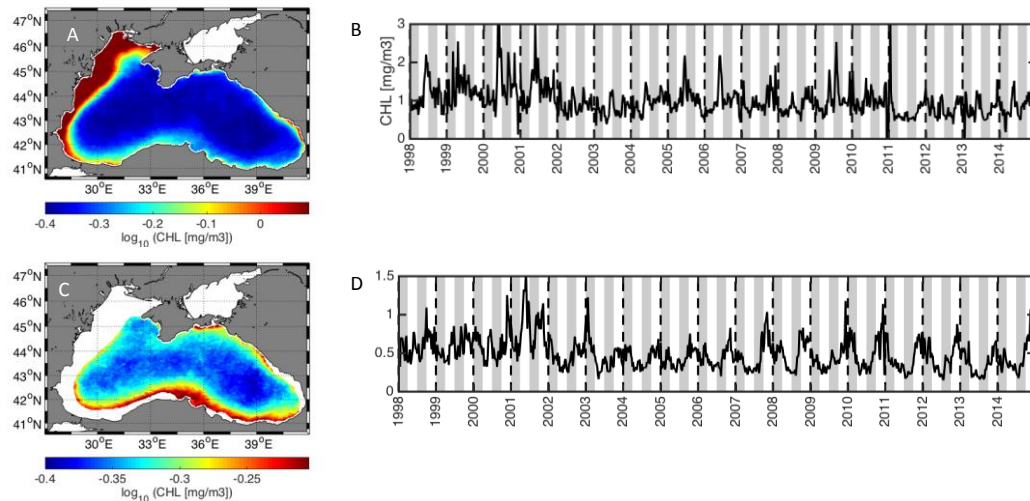 A
47°N
46°N
45°N
44°N
43°N
42°N
41°N
30°E 33°E 36°E 39°E
-0.4 -0.3 -0.2 -0.1 0
log10 (CHL [mg/m3])
B
CHL [mg/m3]
3
2
1
0
1998 1999 2000 2001 2002 2003 2004 2005 2006 2007 2008 2009 2010 2011 2012 2013 2014
C
47°N
46°N
45°N
44°N
43°N
42°N
41°N
30°E 33°E 36°E 39°E
-0.4 -0.35 -0.3 -0.25
log10 (CHL [mg/m3])
D
1.5
1
0.5
0
1998 1999 2000 2001 2002 2003 2004 2005 2006 2007 2008 2009 2010 2011 2012 2013 2014